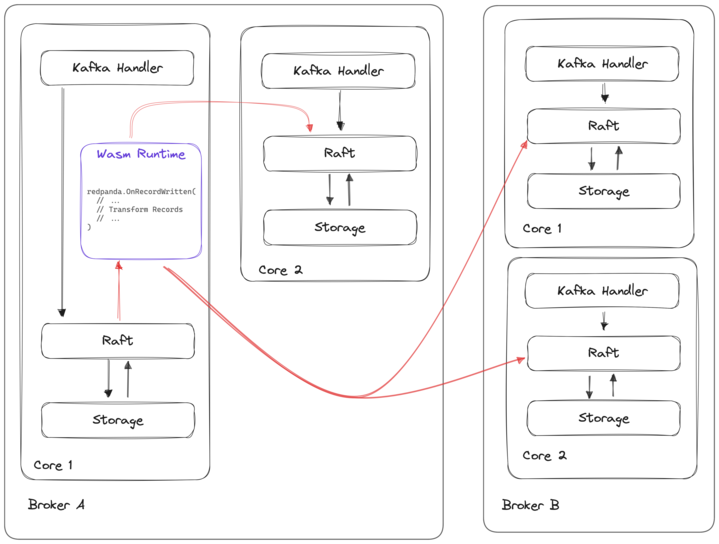 Kafka Handler
Wasm Runtime
redpanda.OnRecordWritten(
// ...
// Transform Records
// ...
)
Raft
Storage
Core 1
Kafka Handler
Raft
Storage
Core 2
Broker A
Kafka Handler
Raft
Storage
Core 1
Kafka Handler
Raft
Storage
Core 2
Broker B